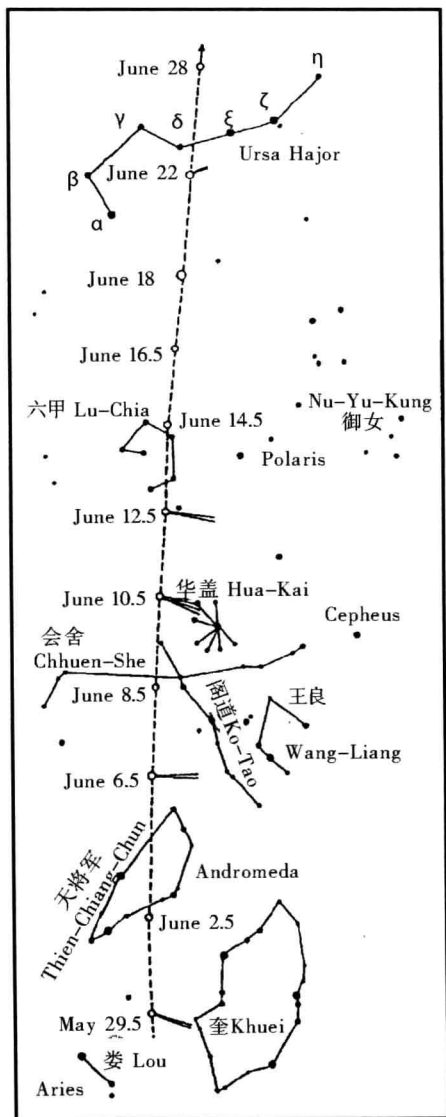 June 28
η
γ
δ
ξ
ζ
Ursa Hajor
β
June 22
α
June 18
June 16.5
六甲 Lu-Chia
Nu-Yu-Kung
御女
June 14.5
Polaris
June 12.5
June 10.5
华盖 Hua-Kai
Cepheus
会舍
Chhuen-She
June 8.5
阁道Ko-Tao
王良
Wang-Liang
June 6.5
天将军
Thien-Chiang-Chun
Andromeda
June 2.5
May 29.5
奎Khuei
娄 Lou
Aries